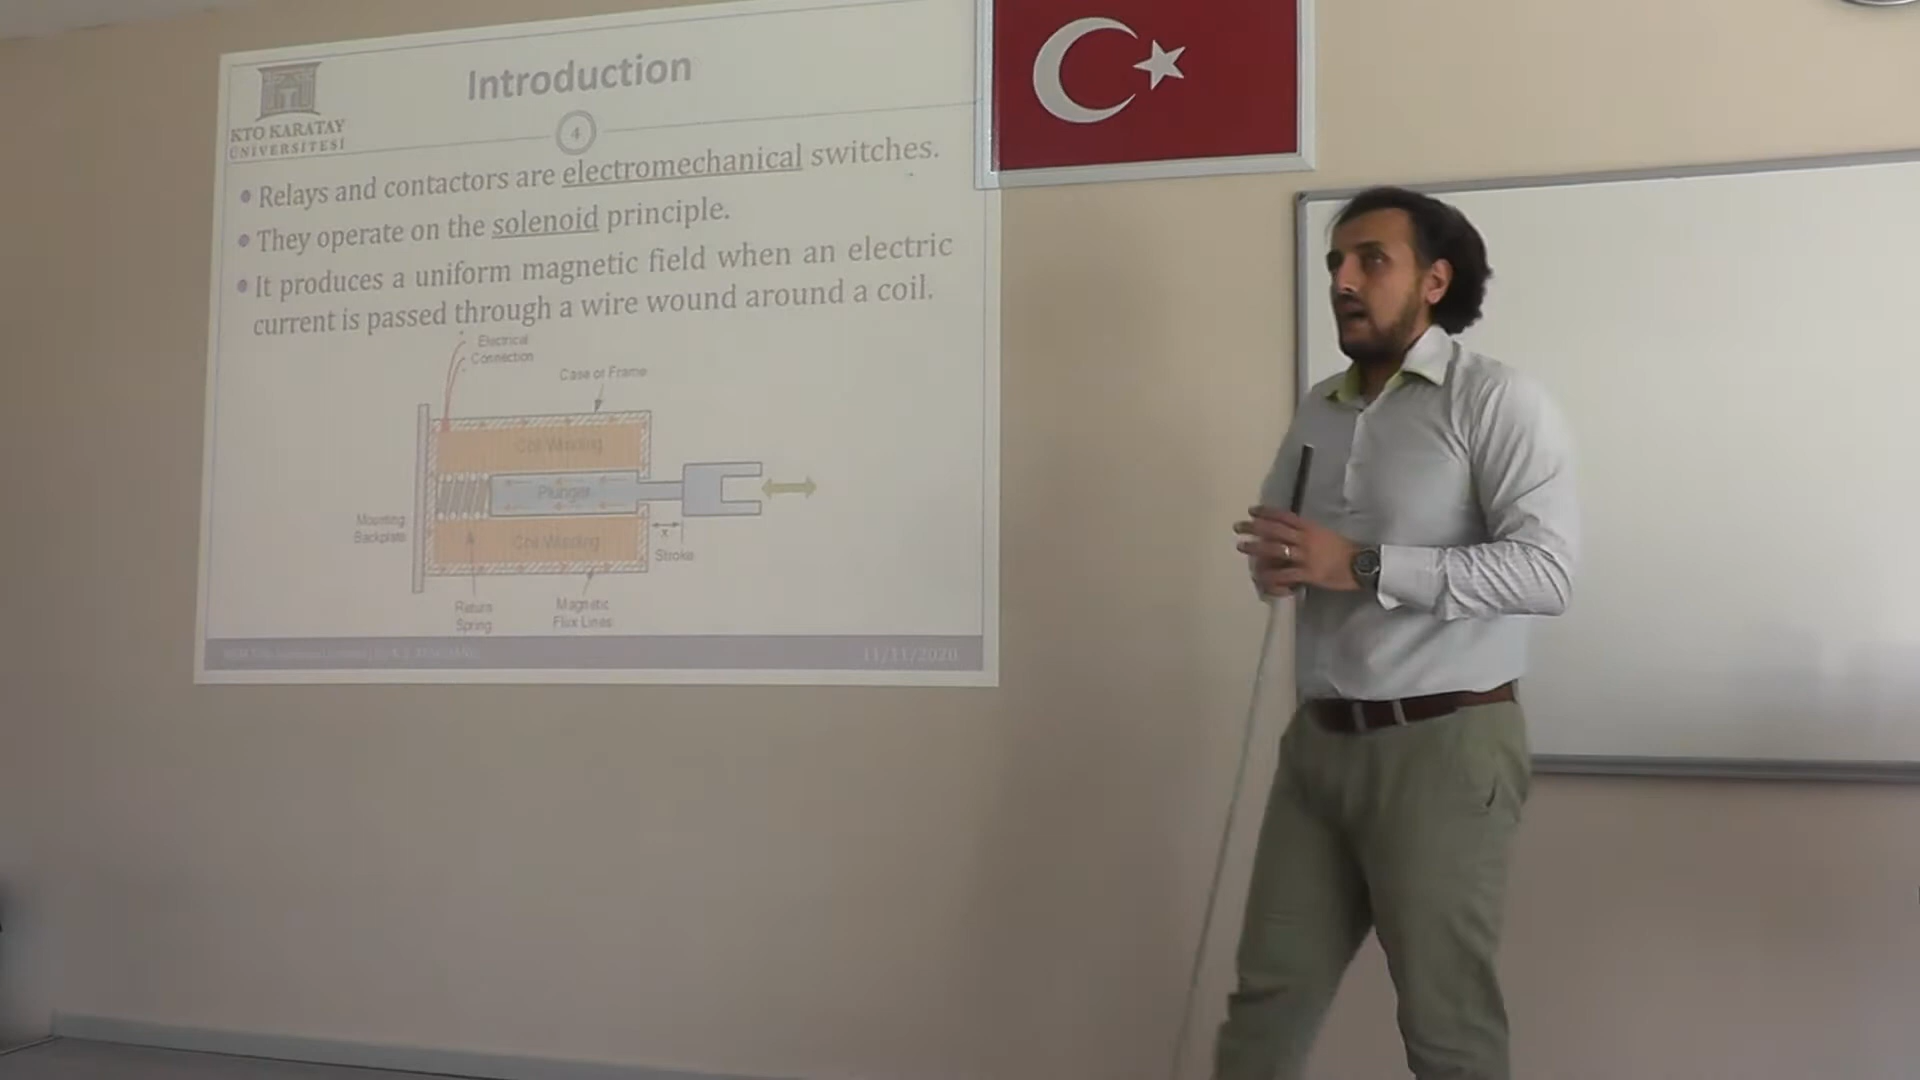 Introduction
KTO KARATAY
ÜNİVERSİTESİ
4
Relays and contactors are electromechanical switches.
They operate on the solenoid principle.
It produces a uniform magnetic field when an electric
current is passed through a wire wound around a coil.
Electrical
Connection
Case or Frame
Coil Winding
Plunger
Mounting
Backplate
Coil Winding
x
Stroke
Return
Spring
Magnetic
Flux Lines
11/11/2020